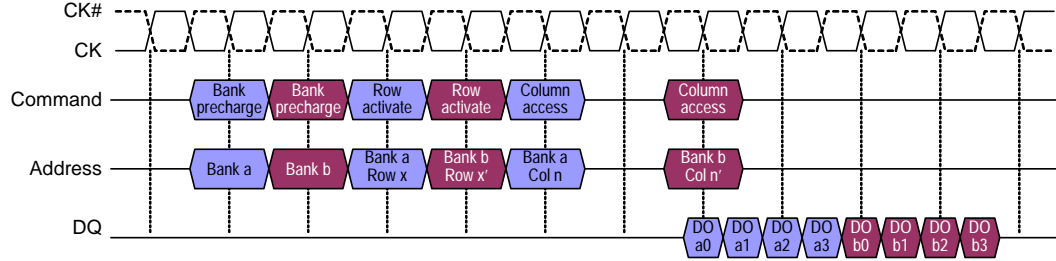 CK#
CK
Command
Bank
precharge
Bank
precharge
Row
activate
Row
activate
Column
access
Column
access
Address
Bank a
Bank b
Bank a
Row x
Bank b
Row x'
Bank a
Col n
Bank b
Col n'
DQ
DO
a0
DO
a1
DO
a2
DO
a3
DO
b0
DO
b1
DO
b2
DO
b3